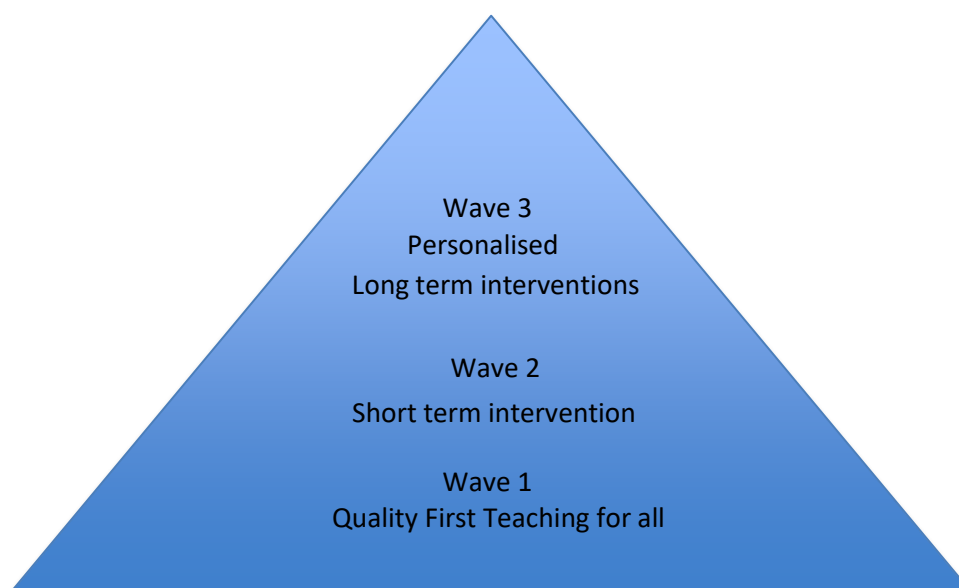 Wave 3
Personalised
Long term interventions
Wave 2
Short term intervention
Wave 1
Quality First Teaching for all